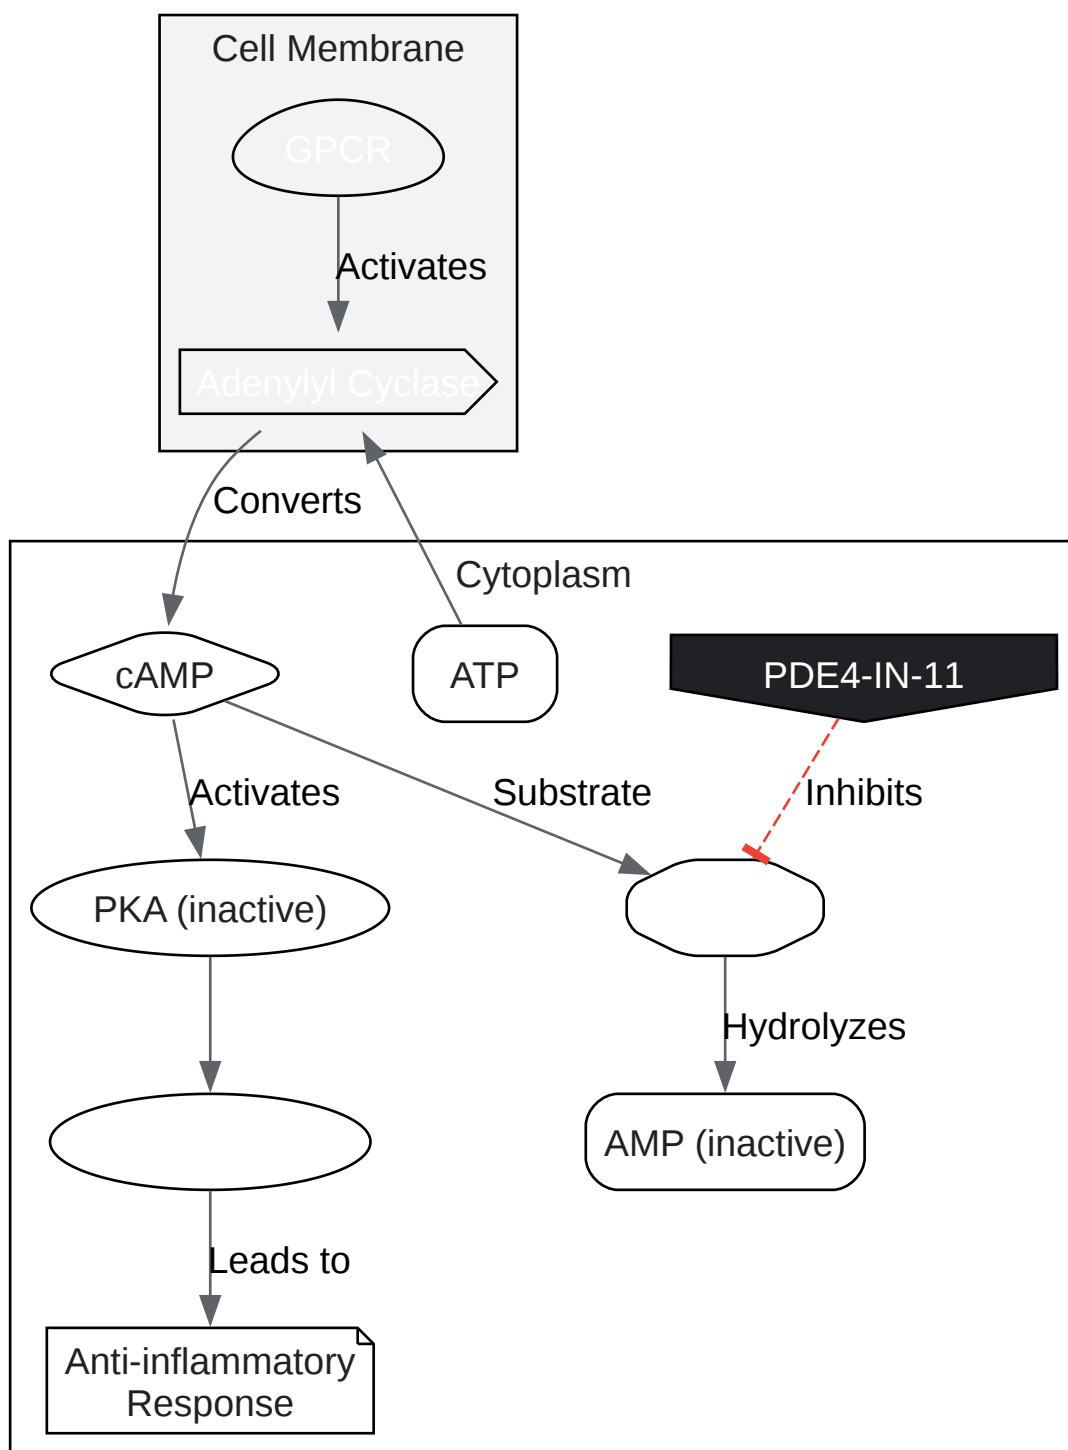 Cell Membrane
GPCR
Activates
Adenylyl Cyclase
Converts
Cytoplasm
cAMP
ATP
PDE4-IN-11
Activates
Substrate
Inhibits
PKA (inactive)
Hydrolyzes
AMP (inactive)
Leads to
Anti-inflammatory
Response